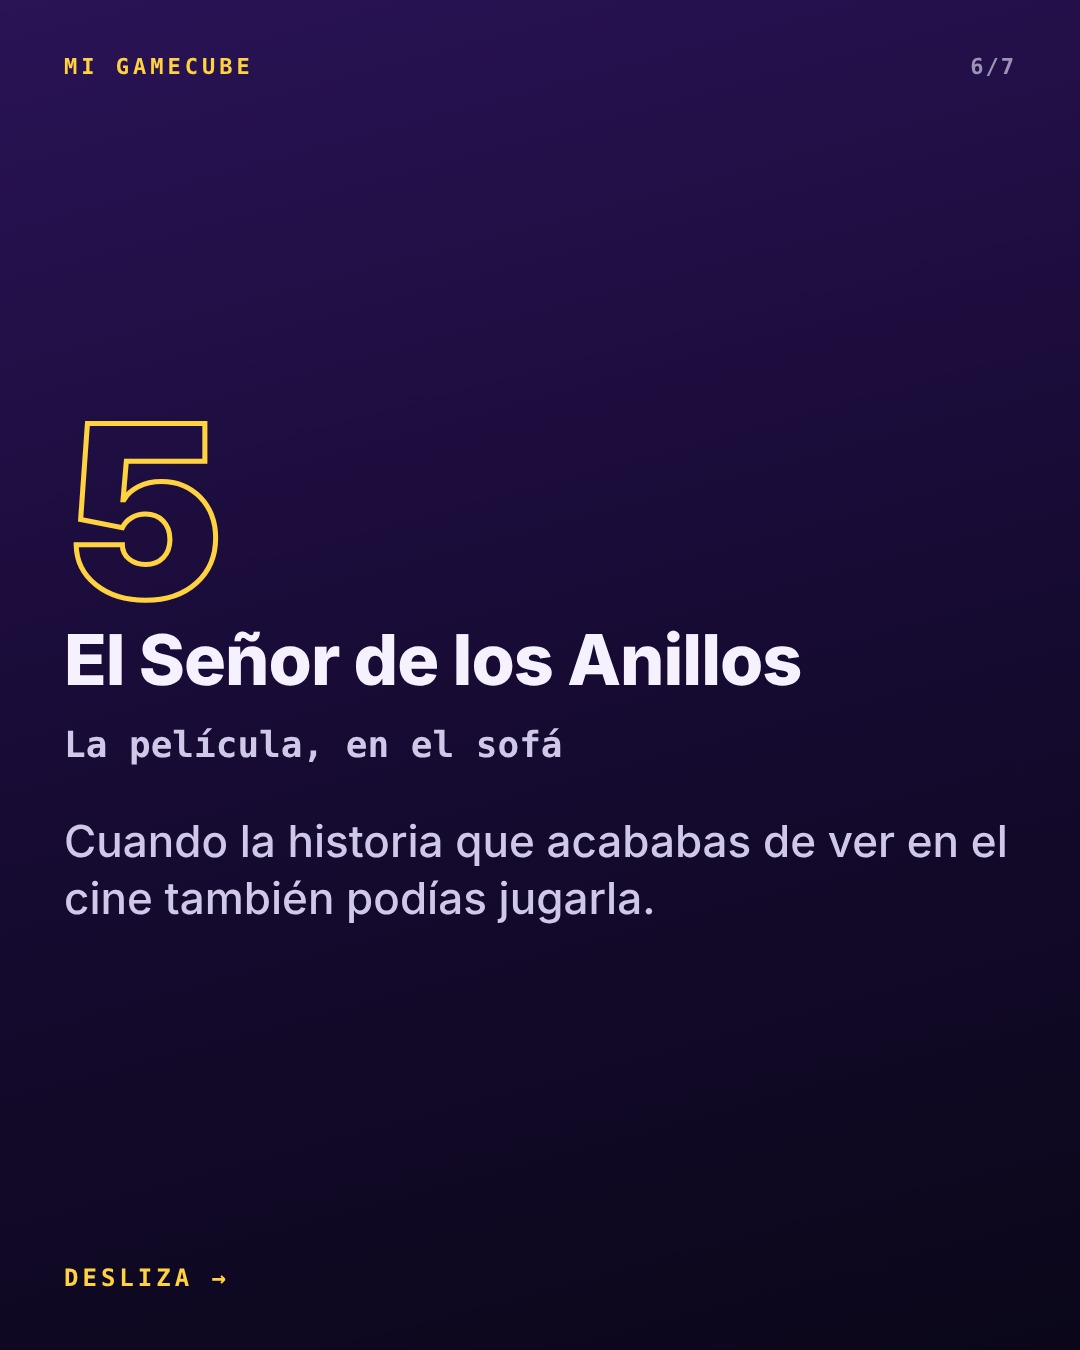 MI GAMECUBE
6/7
5
El Señor de los Anillos
La película, en el sofá
Cuando la historia que acababas de ver en el
cine también podías jugarla.
DESLIZA →